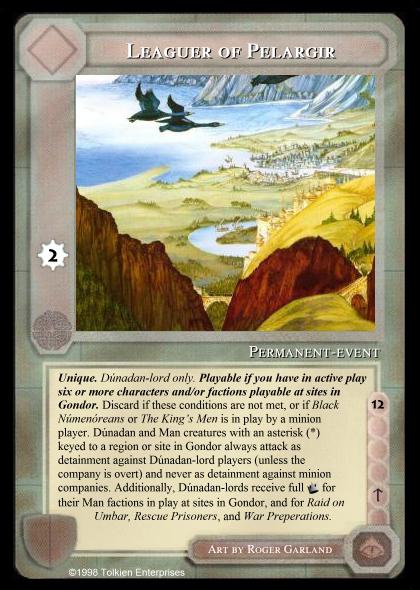 LEAGUER OF PELARGIR
2
PERMANENT-EVENT
Unique. Dúnadan-lord only. Playable if you have in active play
six or more characters and/or factions playable at sites in
Gondor. Discard if these conditions are not met, or if Black
Númenóreans or The King's Men is in play by a minion
player. Dúnadan and Man creatures with an asterisk (*)
keyed to a region or site in Gondor always attack as
detainment against Dúnadan-lord players (unless the
company is overt) and never as detainment against minion
companies. Additionally, Dúnadan-lords receive full for
their Man factions in play at sites in Gondor, and for Raid on
Umbar, Rescue Prisoners, and War Preperations.
12
ART BY ROGER GARLAND
©1998 Tolkien Enterprises